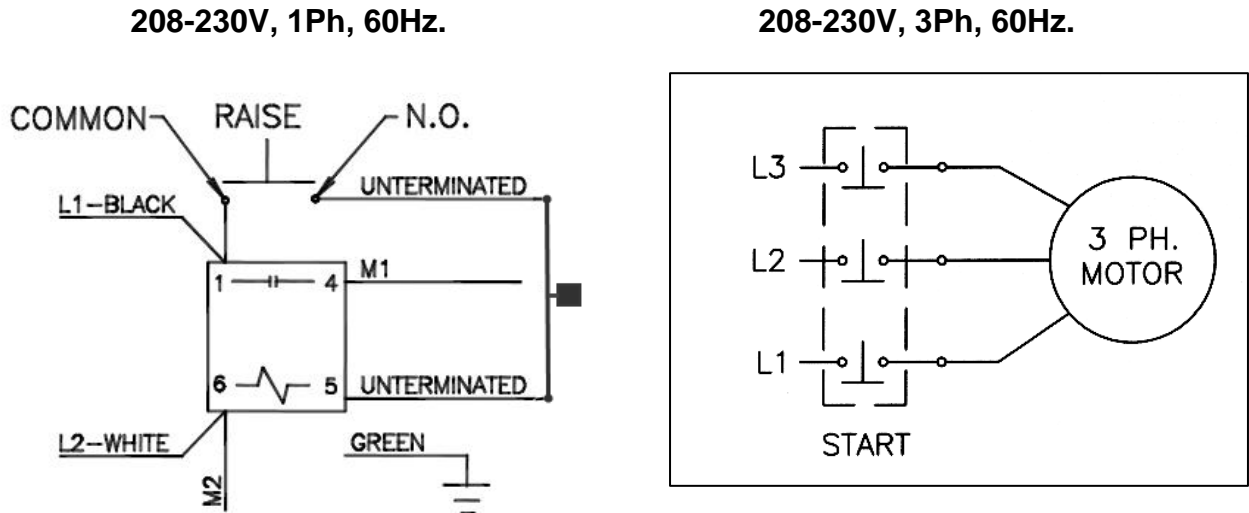 208-230V, 1Ph, 60Hz.
208-230V, 3Ph, 60Hz.
COMMON
RAISE
N.O.
UNTERMINATED
L1-BLACK
1
4
M1
6
5
UNTERMINATED
L2-WHITE
GREEN
M2
L3
L2
L1
3 PH.
MOTOR
START